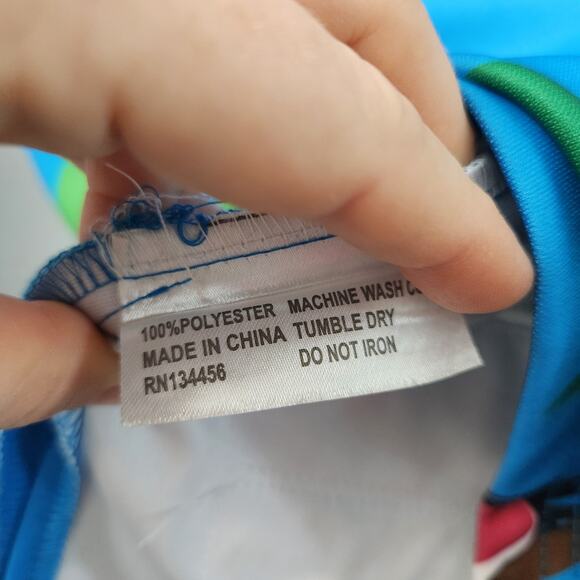 100%POLYESTER
MADE IN CHINA
RN134456
MACHINE WASH
TUMBLE DRY
DO NOT IRON